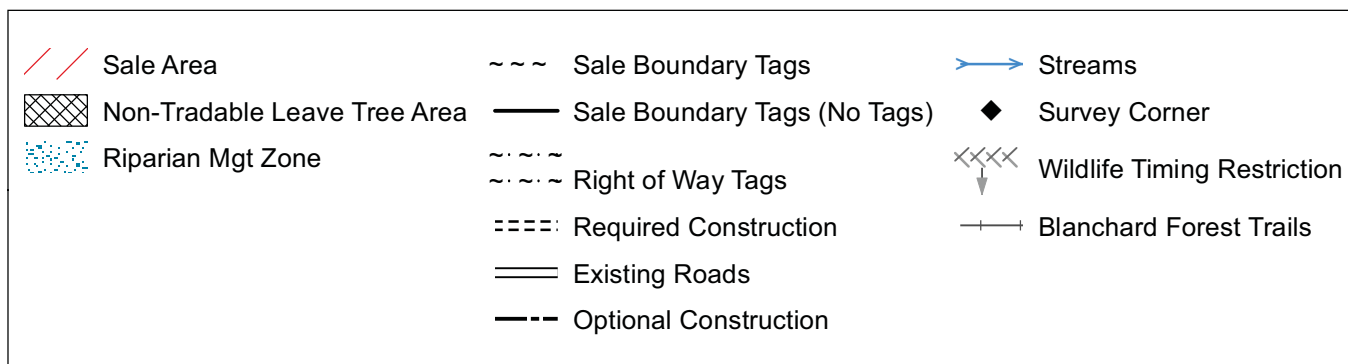 Sale Area
Non-Tradable Leave Tree Area
Riparian Mgt Zone
Sale Boundary Tags
Sale Boundary Tags (No Tags)
Right of Way Tags
Required Construction
Existing Roads
Optional Construction
Streams
Survey Corner
Wildlife Timing Restriction
Blanchard Forest Trails